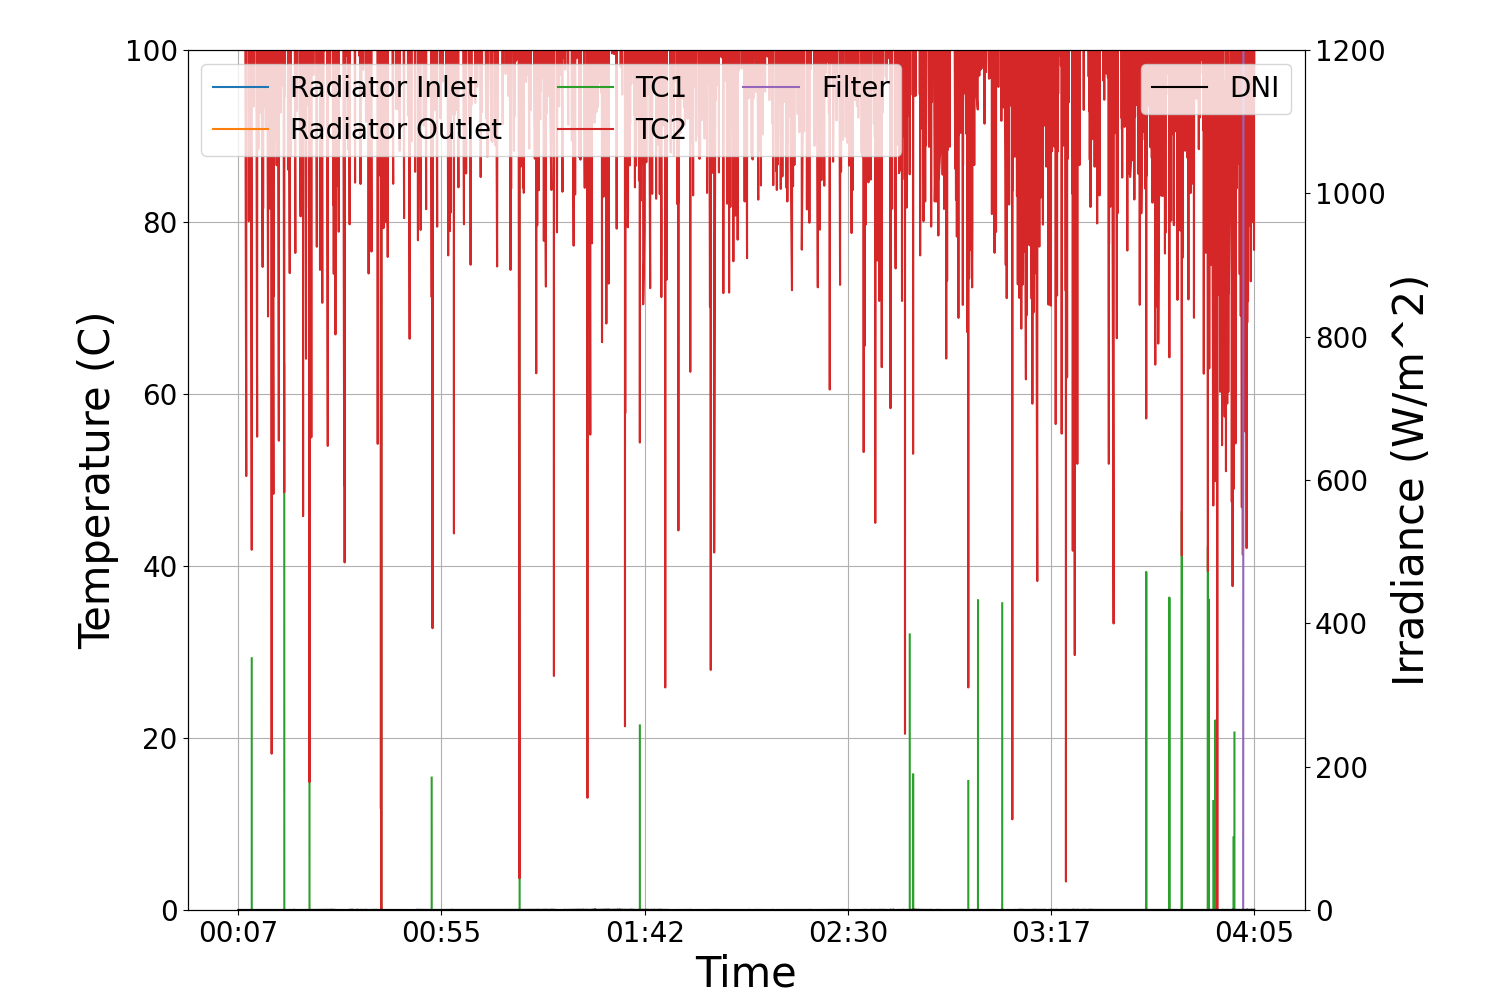 100
80
60
40
20
0
Temperature (C)
Radiator Inlet
Radiator Outlet
TC1
TC2
Filter
DNI
1200
1000
800
600
400
200
0
Irradiance (W/m^2)
00:07
00:55
01:42
02:30
03:17
04:05
Time